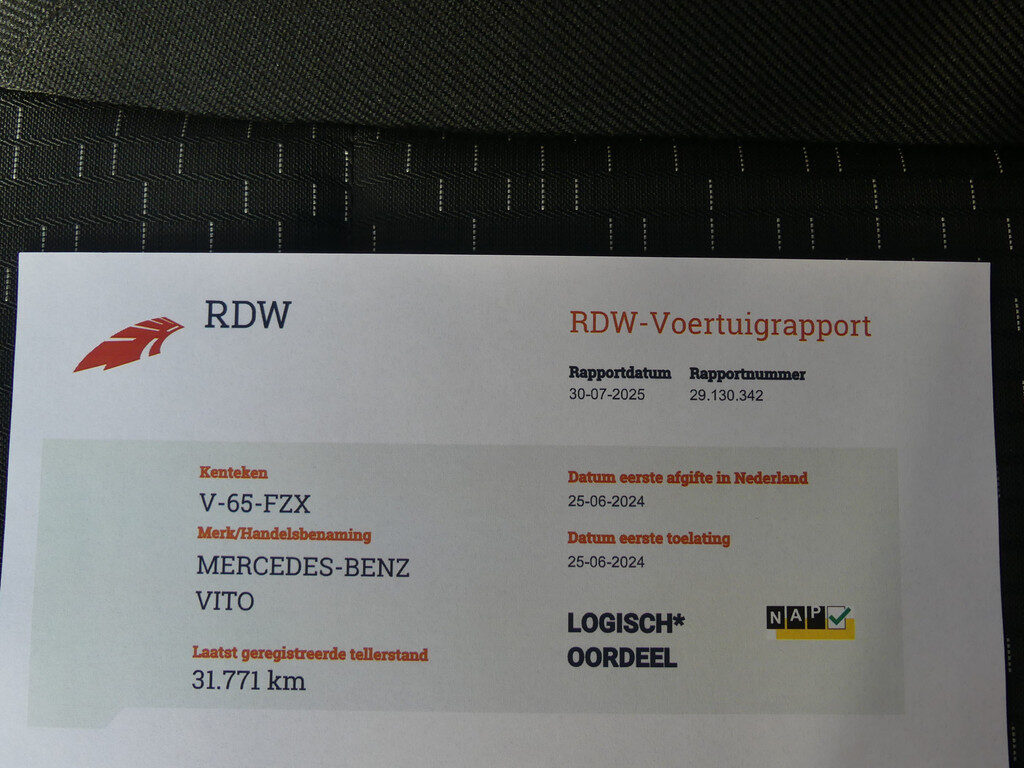 RDW
RDW-Voertuigrapport
Rapportdatum Rapportnummer
30-07-2025 29.130.342
Kenteken
V-65-FZX
Merk/Handelsbenaming
MERCEDES-BENZ
VITO
Laatst geregistreerde tellerstand
31.771 km
Datum eerste afgifte in Nederland
25-06-2024
Datum eerste toelating
25-06-2024
LOGISCH*
OORDEEL
NAP